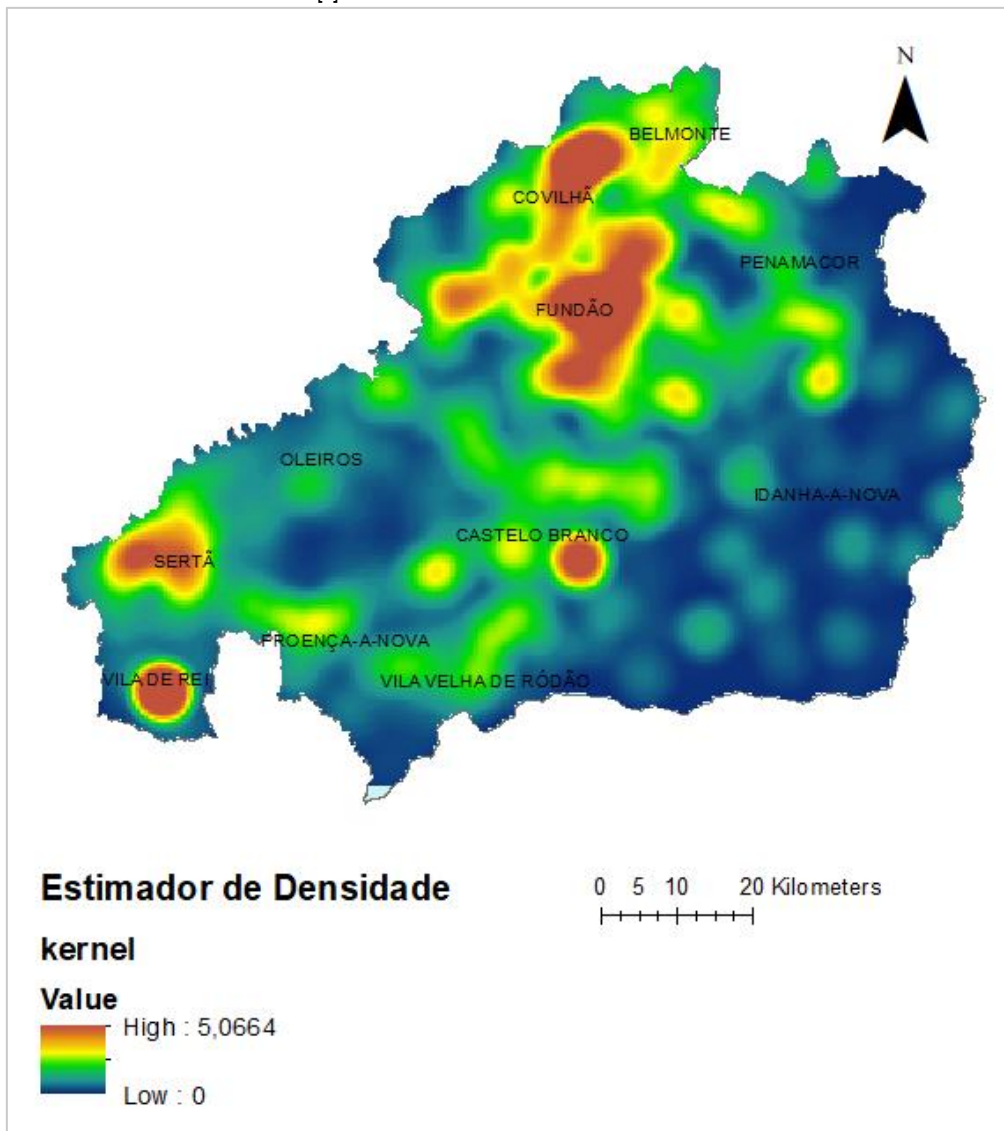 [.]
N
BELMONTE
COVILHÃ
PENAMACOR
FUNDÃO
OLEIROS
IDANHA-A-NOVA
CASTELO BRANCO
SERTÃ
PROENÇA-A-NOVA
VILA DE REI
VILA VELHA DE RÓDÃO
Estimador de Densidade
0 5 10 20 Kilometers
kernel
Value
High : 5,0664
Low : 0